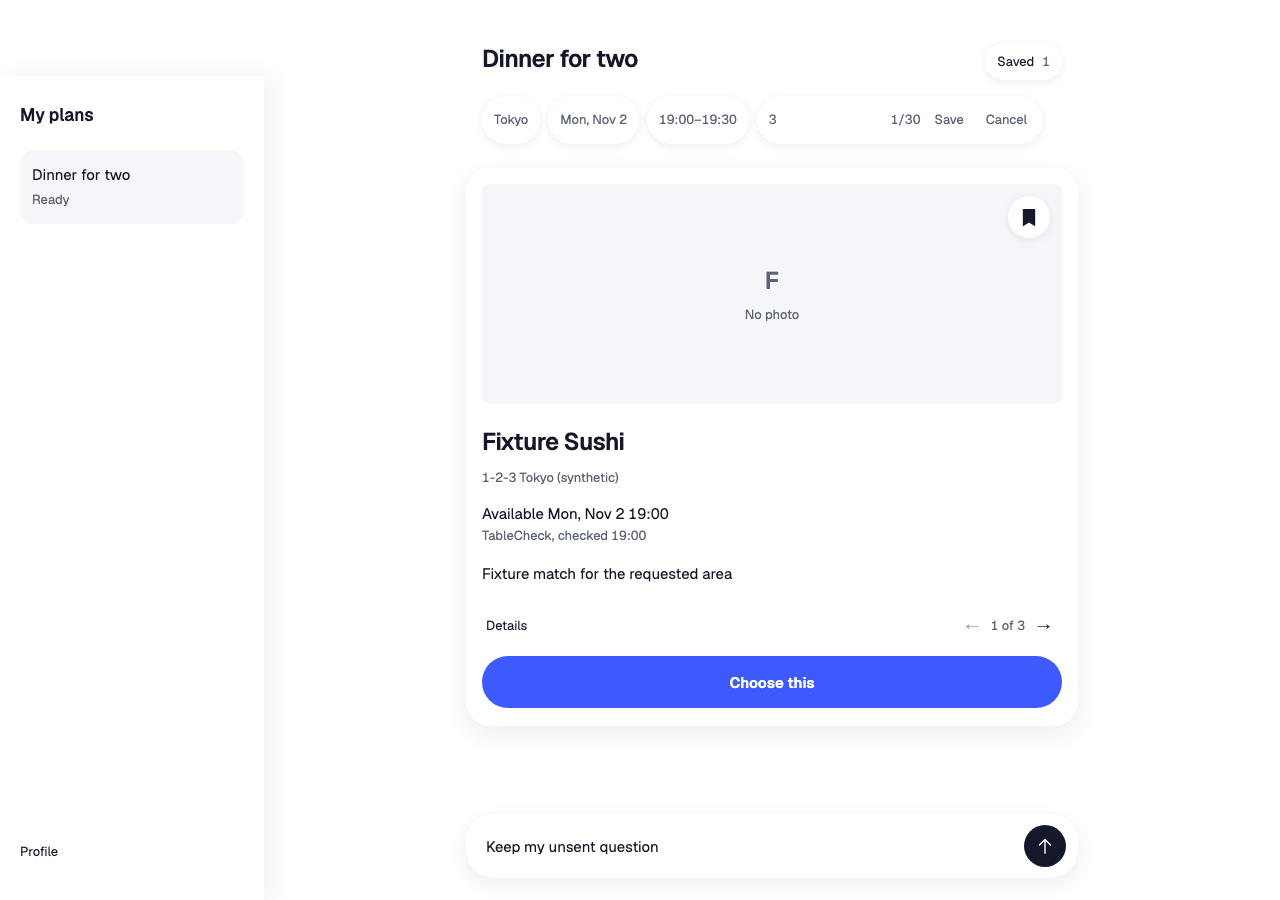 Dinner for two
Saved 1
My plans
Tokyo
Mon, Nov 2
19:00–19:30
3
1/30
Save
Cancel
Dinner for two
Ready
F
No photo
Fixture Sushi
1-2-3 Tokyo (synthetic)
Available Mon, Nov 2 19:00
TableCheck, checked 19:00
Fixture match for the requested area
Details
← 1 of 3 →
Choose this
Keep my unsent question
Profile